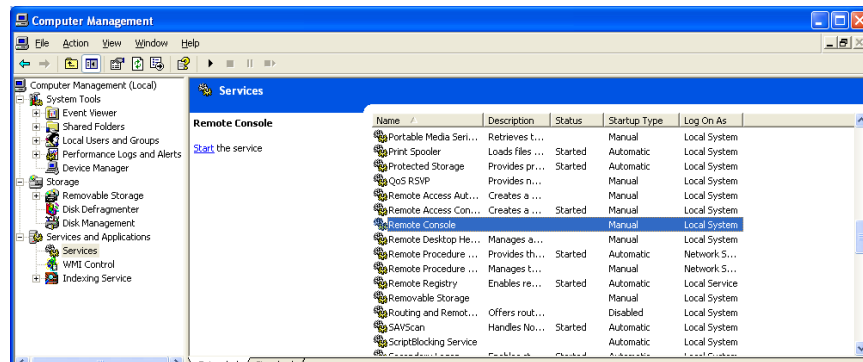 Computer Management
File Action View Window Help
Computer Management (Local)
System Tools
Event Viewer
Shared Folders
Local Users and Groups
Performance Logs and Alerts
Device Manager
Storage
Removable Storage
Disk Defragmenter
Disk Management
Services and Applications
Services
WMI Control
Indexing Service
Services
Remote Console
Start the service
Name Description Status Startup Type Log On As
Portable Media Seri... Retrieves t... Manual Local System
Print Spooler Loads files ... Started Automatic Local System
Protected Storage Provides pr... Started Automatic Local System
QoS RSVP Provides n... Manual Local System
Remote Access Aut... Creates a ... Manual Local System
Remote Access Con... Creates a ... Started Manual Local System
Remote Console Manual Local System
Remote Desktop He... Manages a... Manual Local System
Remote Procedure ... Provides th... Started Automatic Network S...
Remote Procedure ... Manages t... Manual Network S...
Remote Registry Enables re... Started Automatic Local Service
Removable Storage Manual Local System
Routing and Remot... Offers rout... Disabled Local System
SAVScan Handles No... Started Automatic Local System
ScriptBlocking Service Automatic Local System